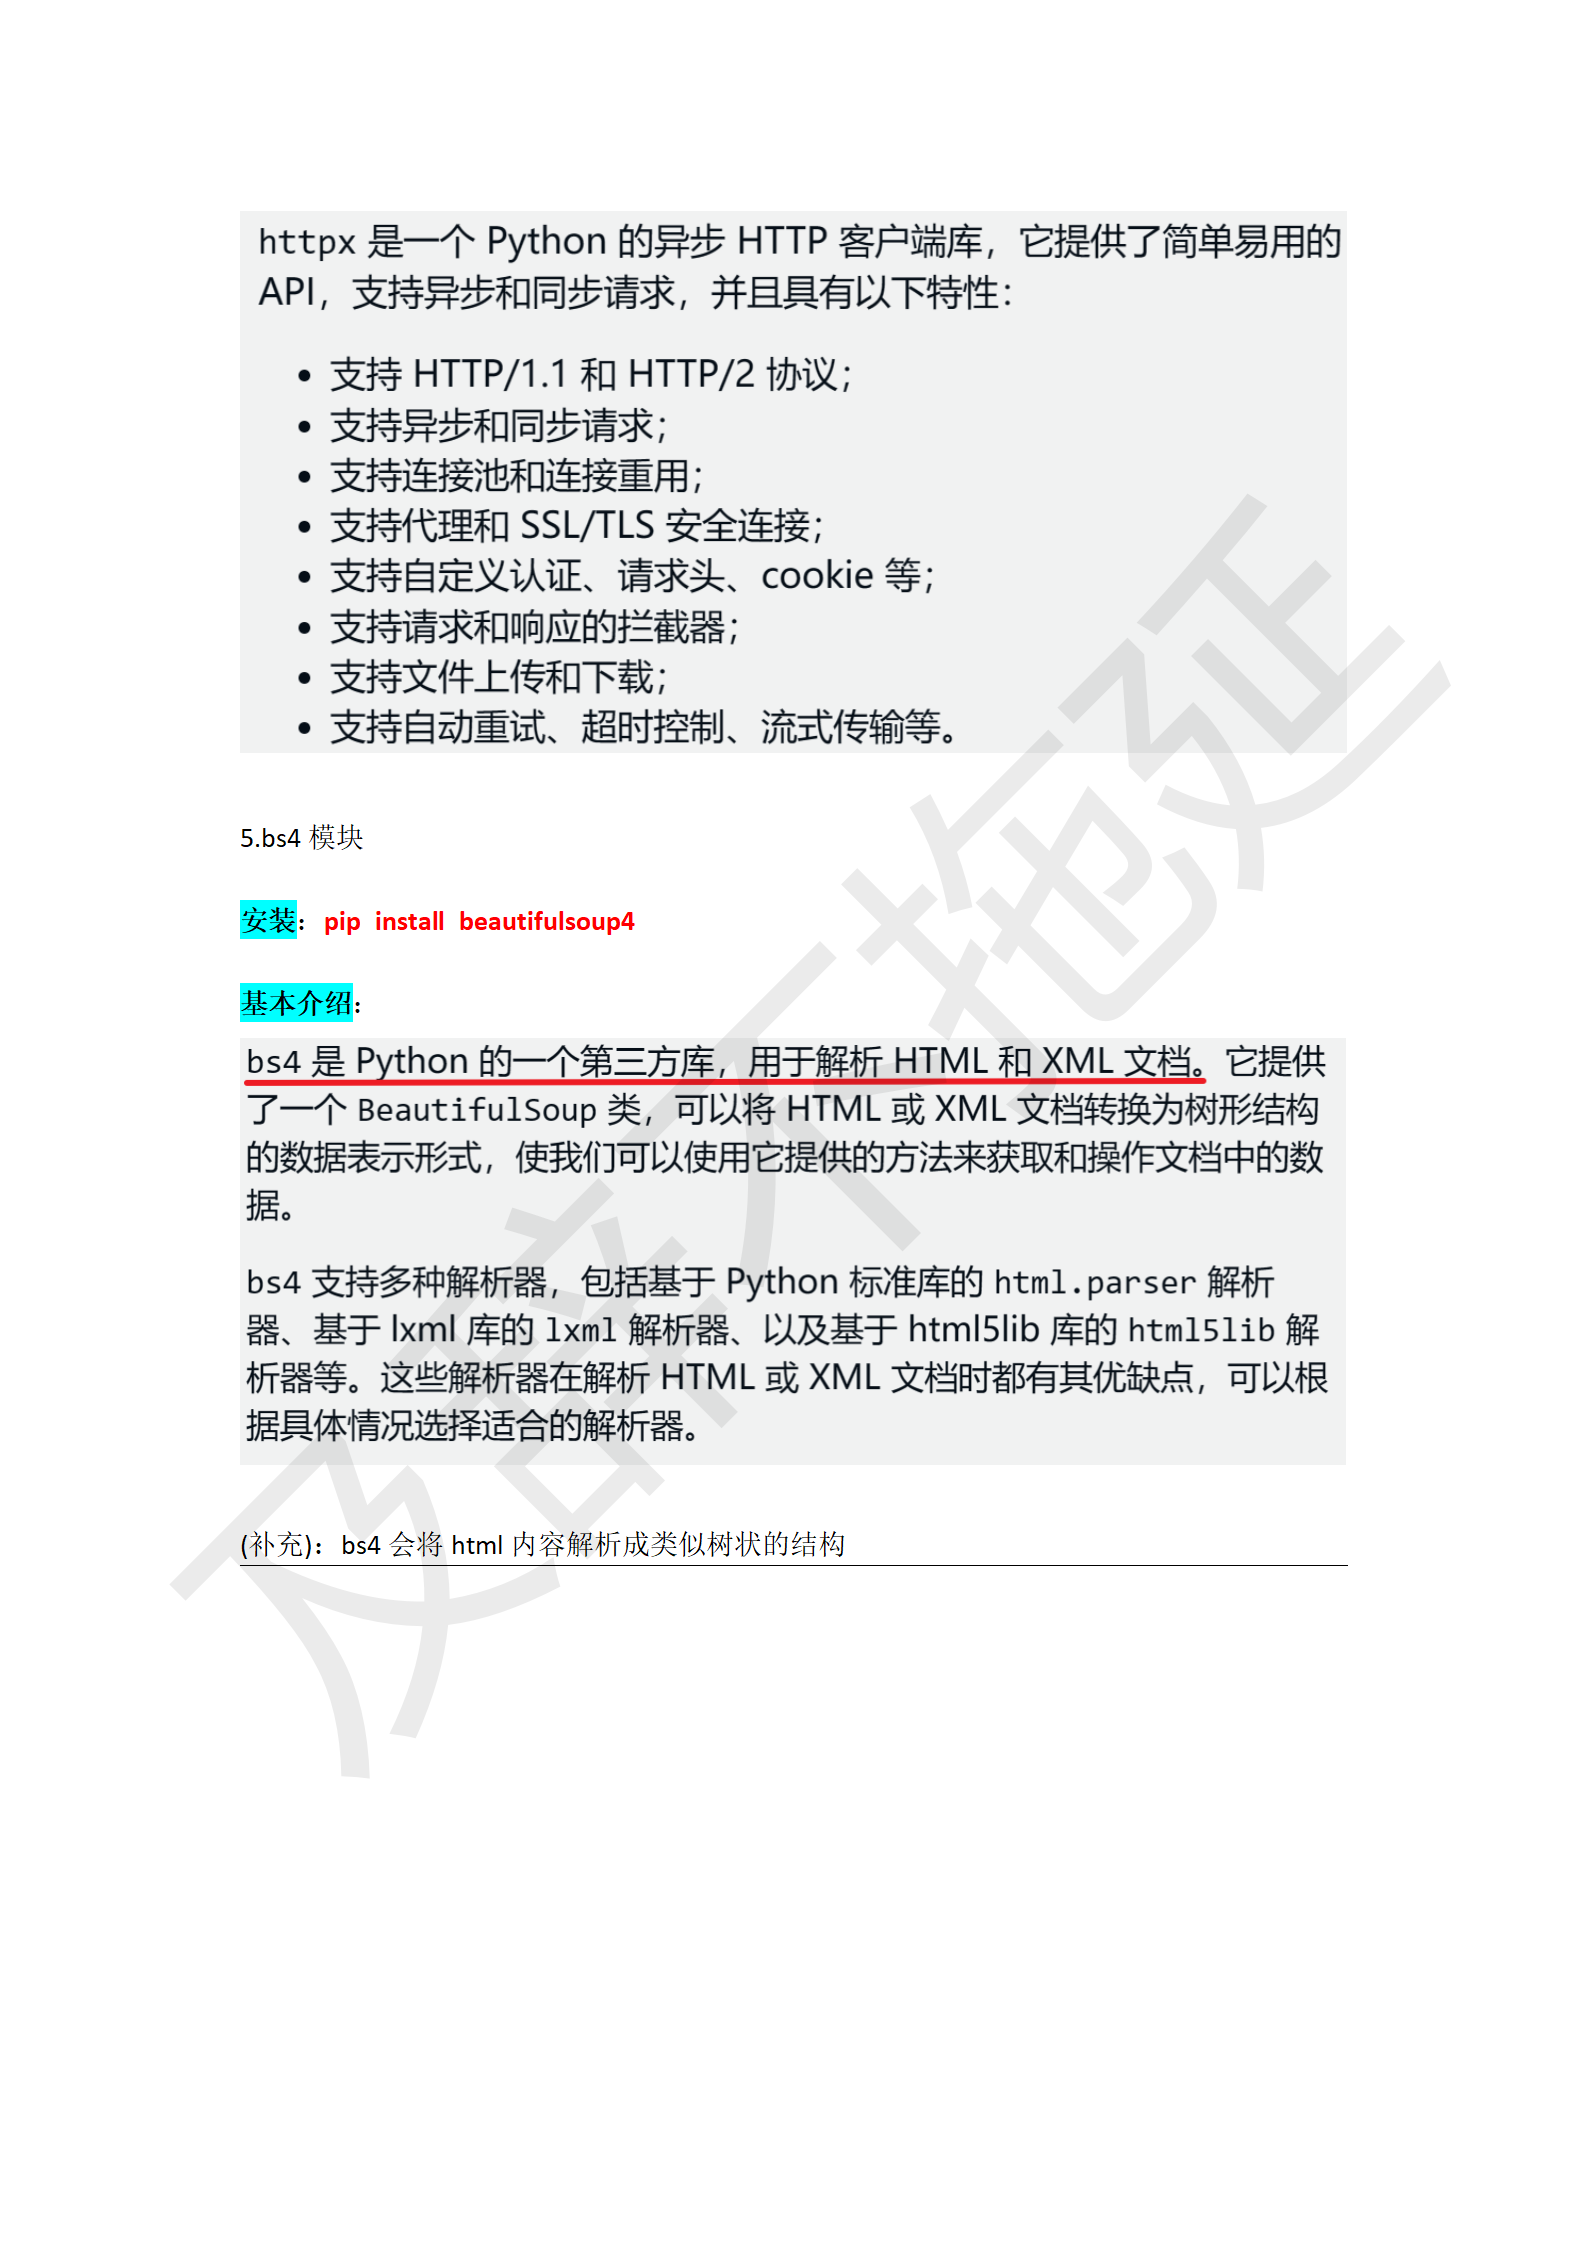 httpx 是一个 Python 的异步 HTTP 客户端库，它提供了简单易用的
API，支持异步和同步请求，并且具有以下特性：
• 支持 HTTP/1.1 和 HTTP/2 协议；
• 支持异步和同步请求；
• 支持连接池和连接重用；
• 支持代理和 SSL/TLS 安全连接；
• 支持自定义认证、请求头、cookie 等；
• 支持请求和响应的拦截器；
• 支持文件上传和下载；
• 支持自动重试、超时控制、流式传输等。
5.bs4 模块
安装：pip install beautifulsoup4
基本介绍：
bs4 是 Python 的一个第三方库，用于解析 HTML 和 XML 文档。它提供
了一个 BeautifulSoup 类，可以将 HTML 或 XML 文档转换为树形结构
的数据表示形式，使我们可以使用它提供的方法来获取和操作文档中的数
据。
bs4 支持多种解析器，包括基于 Python 标准库的 html.parser 解析
器、基于 lxml 库的 lxml 解析器、以及基于 html5lib 库的 html5lib 解
析器等。这些解析器在解析 HTML 或 XML 文档时都有其优缺点，可以根
据具体情况选择适合的解析器。
(补充)：bs4 会将 html 内容解析成类似树状的结构
及辞不拖延